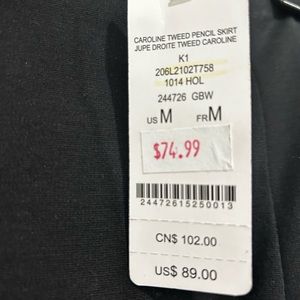 CAROLINE TWEED PENCIL SKIRT
JUPE DROITE TWEED CAROLINE
K1
206L2102T758
1014 HOL
244726 GBW
US M FR M
$74.99
24472615250013
CN$ 102.00
US$ 89.00